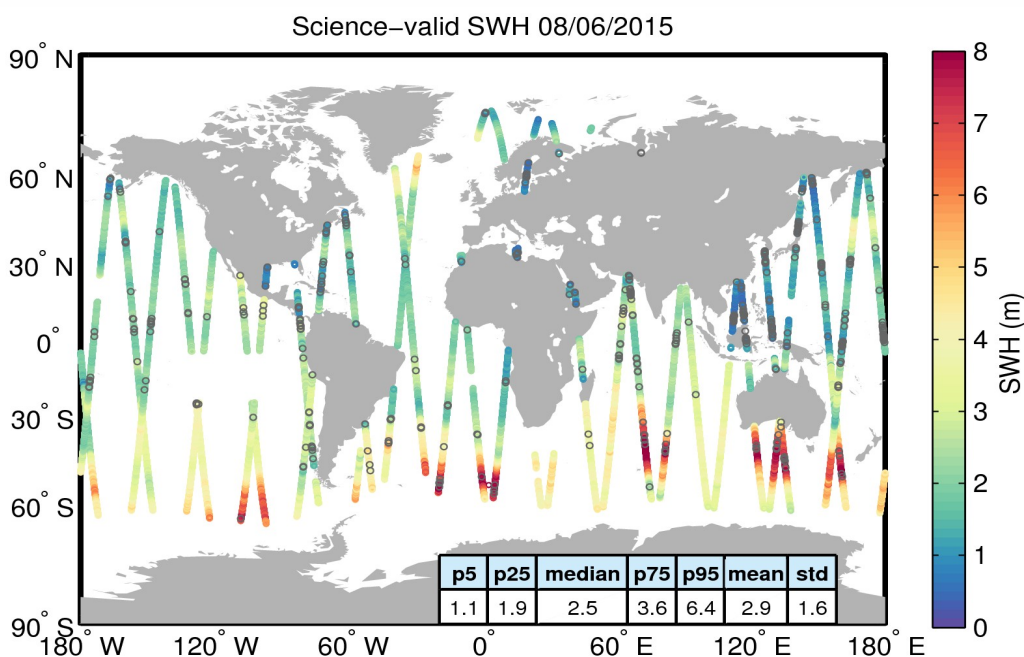 Science−valid SWH 08/06/2015
90° N
60° N
30° N
0°
30° S
60° S
90° S
180° W 120° W 60° W 0° 60° E 120° E 180° E
p5 p25 median p75 p95 mean std
1.1 1.9 2.5 3.6 6.4 2.9 1.6
8
7
6
5
4
3
2
1
0
SWH (m)